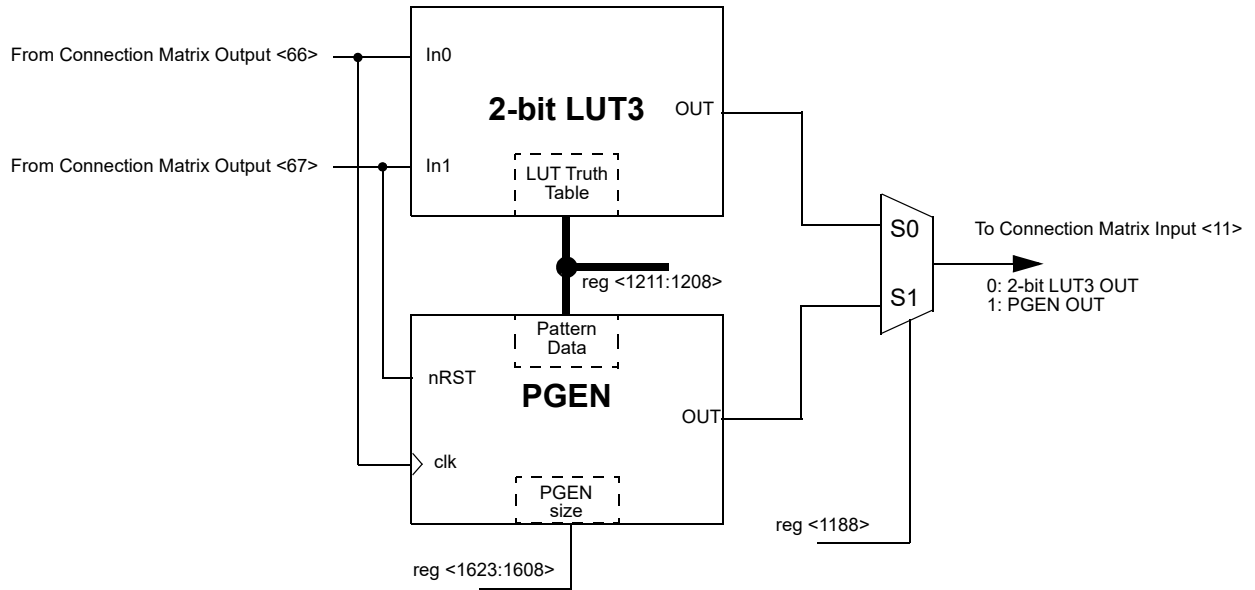 From Connection Matrix Output <66>
In0
2-bit LUT3
OUT
From Connection Matrix Output <67>
In1
LUT Truth
Table
S0
To Connection Matrix Input <11>
reg <1211:1208>
0: 2-bit LUT3 OUT
1: PGEN OUT
S1
Pattern
Data
nRST
PGEN
OUT
clk
PGEN
size
reg <1188>
reg <1623:1608>